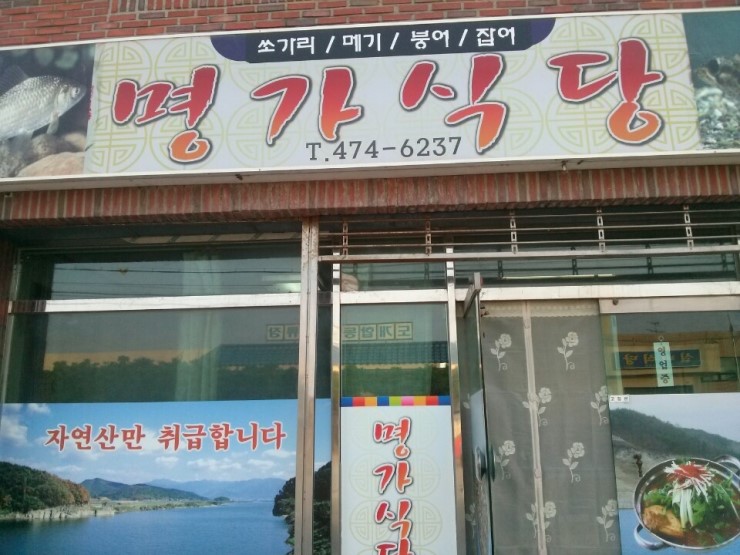 쏘가리 / 메기 / 붕어 / 잡어
명가식당
T.474-6237
영업중
자연산만 취급합니다
명가식당